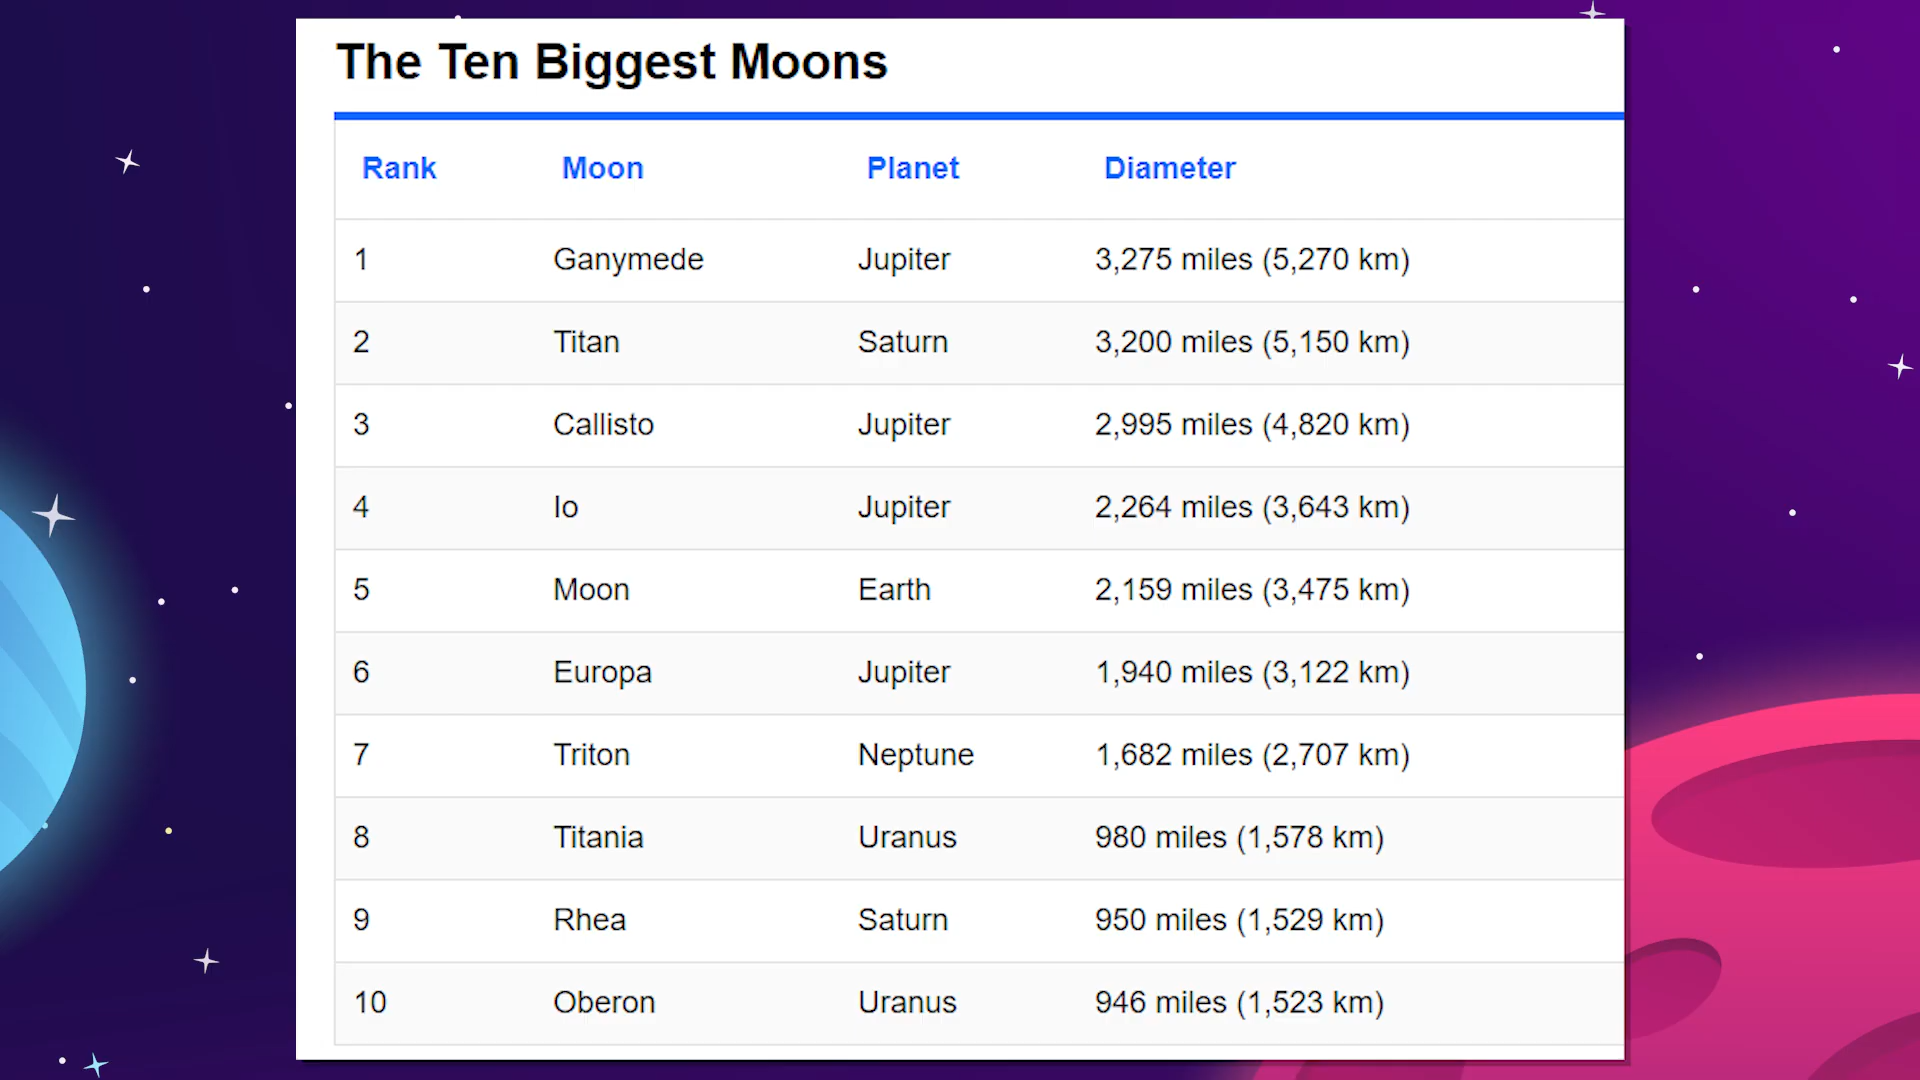 The Ten Biggest Moons
Rank Moon Planet Diameter
1 Ganymede Jupiter 3,275 miles (5,270 km)
2 Titan Saturn 3,200 miles (5,150 km)
3 Callisto Jupiter 2,995 miles (4,820 km)
4 Io Jupiter 2,264 miles (3,643 km)
5 Moon Earth 2,159 miles (3,475 km)
6 Europa Jupiter 1,940 miles (3,122 km)
7 Triton Neptune 1,682 miles (2,707 km)
8 Titania Uranus 980 miles (1,578 km)
9 Rhea Saturn 950 miles (1,529 km)
10 Oberon Uranus 946 miles (1,523 km)